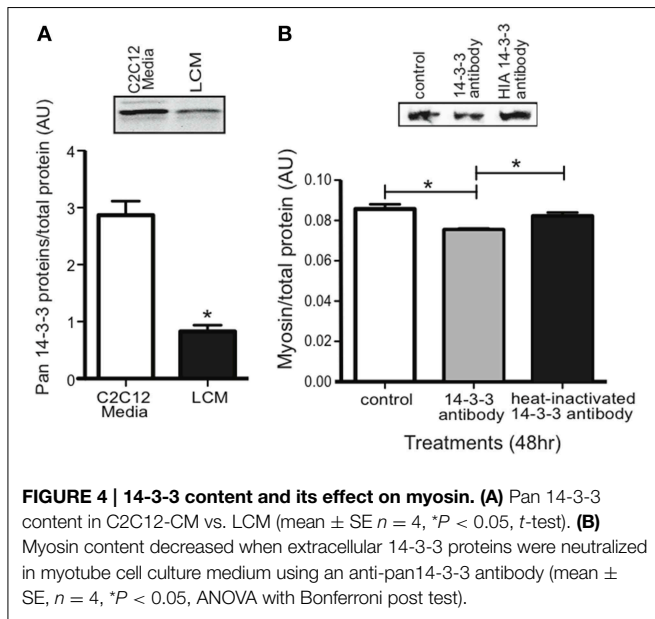 A
C2C12
Media
LCM
Pan 14-3-3 proteins/total protein (AU)
4
3
2
1
0
*
C2C12
Media
LCM
B
control
14-3-3
antibody
HIA 14-3-3
antibody
Myosin/total protein (AU)
0.10
0.08
0.06
0.04
0.02
0.00
*
*
control
14-3-3
antibody
heat-inactivated
14-3-3 antibody
Treatments (48hr)
FIGURE 4 | 14-3-3 content and its effect on myosin. (A) Pan 14-3-3
content in C2C12-CM vs. LCM (mean ± SE n = 4, *P < 0.05, t-test). (B)
Myosin content decreased when extracellular 14-3-3 proteins were neutralized
in myotube cell culture medium using an anti-pan14-3-3 antibody (mean ±
SE, n = 4, *P < 0.05, ANOVA with Bonferroni post test).